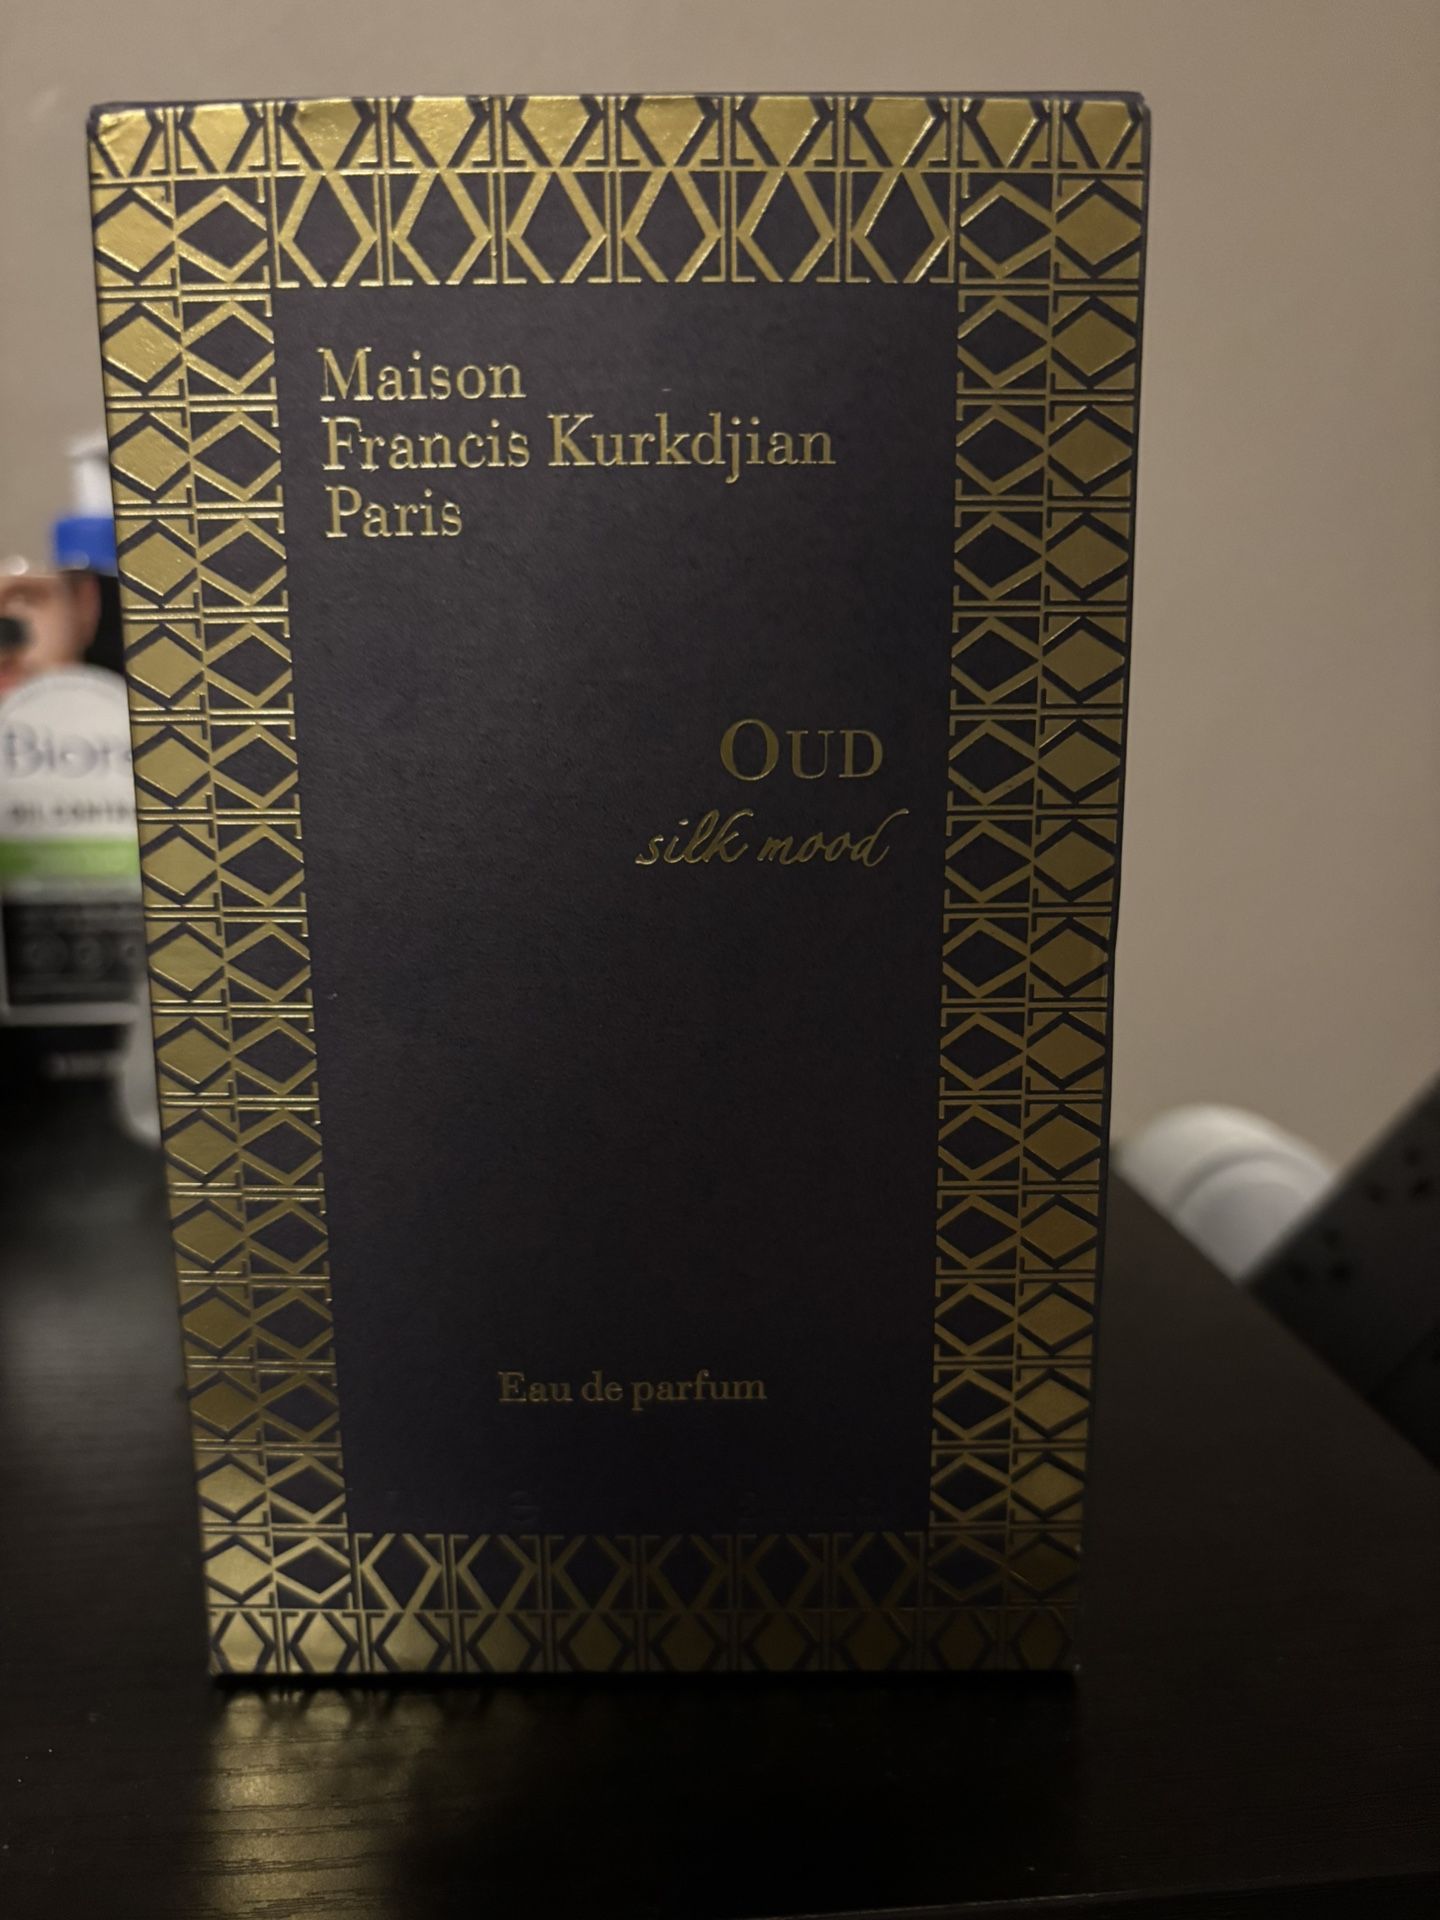 Maison
Francis Kurkdjian
Paris
OUD
silk mood
Eau de parfum